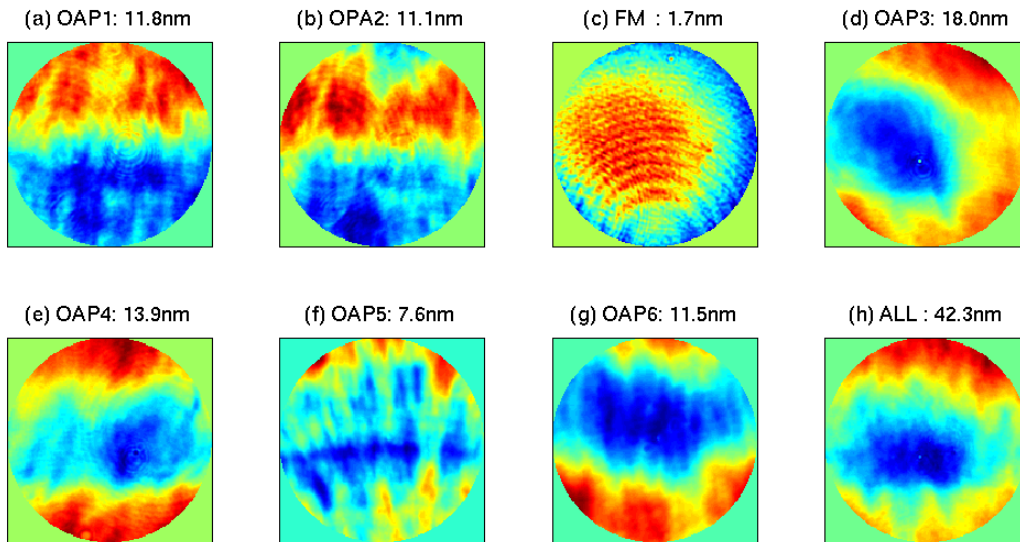 (a) OAP1: 11.8nm
(b) OPA2: 11.1nm
(c) FM : 1.7nm
(d) OAP3: 18.0nm
(e) OAP4: 13.9nm
(f) OAP5: 7.6nm
(g) OAP6: 11.5nm
(h) ALL : 42.3nm